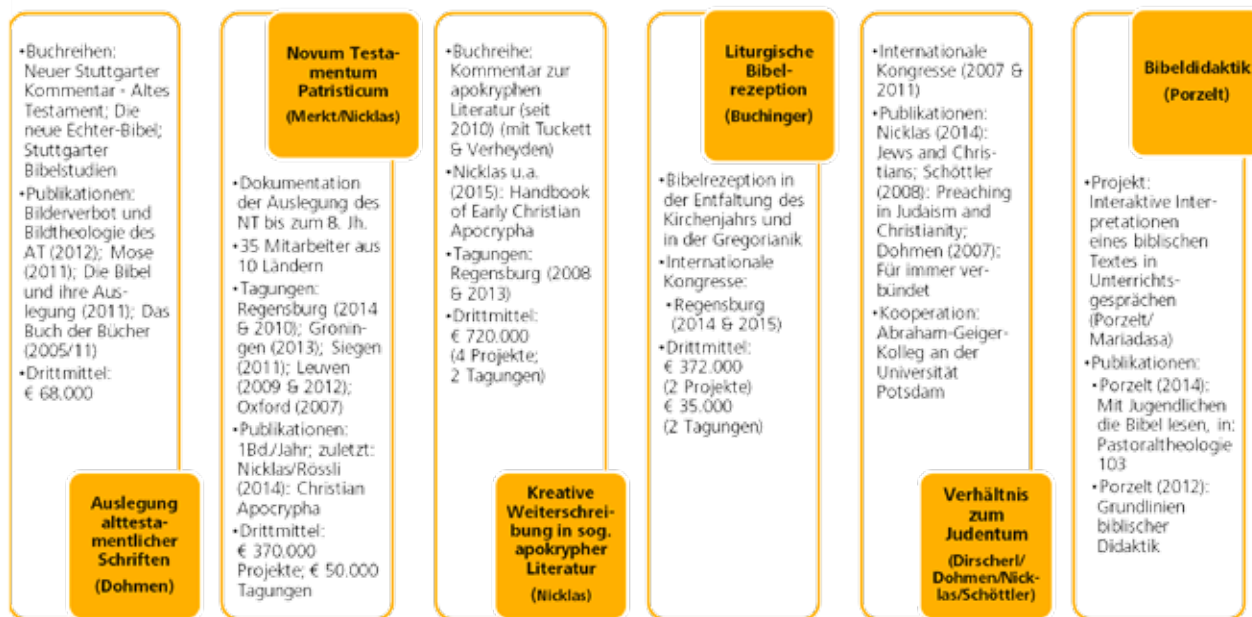 •Buchreihen:
Neuer Stuttgarter
Kommentar - Altes
Testament; Die
neue Echter-Bibel;
Stuttgarter
Bibelstudien
•Publikationen:
Bilderverbot und
Bildtheologie des
AT (2012); Mose
(2011); Die Bibel
und ihre Aus-
legung (2011); Das
Buch der Bücher
(2005/11)
•Drittmittel:
€ 68.000
Auslegung
alttesta-
mentlicher
Schriften
(Dohmen)
Novum Testa-
mentum
Patristicum
(Merkt/Nicklas)
•Dokumentation
der Auslegung des
NT bis zum 8. Jh.
•35 Mitarbeiter aus
10 Ländern
•Tagungen:
Regensburg (2014
& 2010); Gronin-
gen (2013); Siegen
(2011); Leuven
(2009 & 2012);
Oxford (2007)
•Publikationen:
1Bd./Jahr; zuletzt:
Nicklas/Rössli
(2014): Christian
Apocrypha
•Drittmittel:
€ 370.000
Projekte; € 50.000
Tagungen
•Buchreihe:
Kommentar zur
apokryphen
Literatur (seit
2010) (mit Tuckett
& Verheyden)
•Nicklas u.a.
(2015): Handbook
of Early Christian
Apocrypha
•Tagungen:
Regensburg (2008
& 2013)
•Drittmittel:
€ 720.000
(4 Projekte;
2 Tagungen)
Kreative
Weiterschrei-
bung in sog.
apokrypher
Literatur
(Nicklas)
Liturgische
Bibel-
rezeption
(Buchinger)
•Bibelrezeption in
der Entfaltung des
Kirchenjahrs und
in der Gregorianik
•Internationale
Kongresse:
•Regensburg
(2014 & 2015)
•Drittmittel:
€ 372.000
(2 Projekte)
€ 35.000
(2 Tagungen)
•Internationale
Kongresse (2007 &
2011)
•Publikationen:
Nicklas (2014):
Jews and Chris-
tians; Schöttler
(2008): Preaching
in Judaism and
Christianity;
Dohmen (2007):
Für immer ver-
bündet
•Kooperation:
Abraham-Geiger-
Kolleg an der
Universität
Potsdam
Verhältnis
zum
Judentum
(Dirscherl/
Dohmen/Nick-
las/Schöttler)
Bibeldidaktik
(Porzelt)
•Projekt:
Interaktive Inter-
pretationen
eines biblischen
Textes in
Unterrichts-
gesprächen
(Porzelt/
Mariadasa)
•Publikationen:
•Porzelt (2014):
Mit Jugendlichen
die Bibel lesen, in:
Pastoraltheologie
103
•Porzelt (2012):
Grundlinien
biblischer
Didaktik